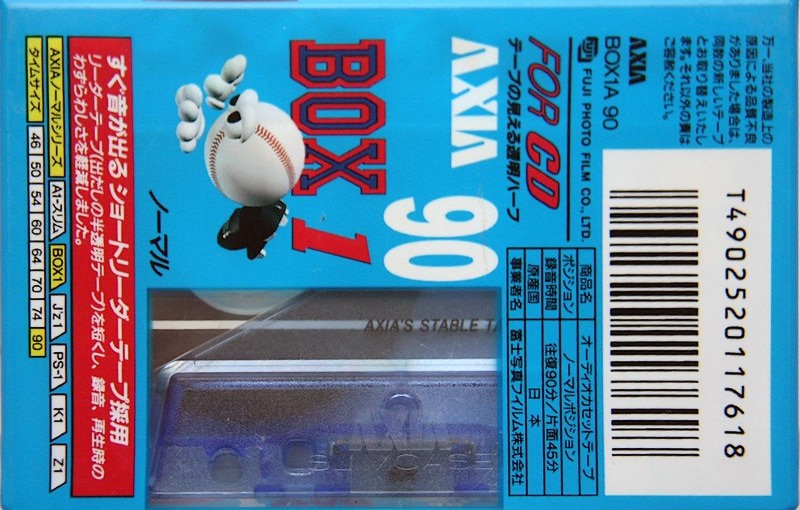 万一、当社の製造上の
原因による品質不良
がありました場合は、
同数の新しいテープ
とお取り替えいたし
ます。それ以外の責は
ご容赦ください。
AXIA
BOX1A 90
FUJI PHOTO FILM CO., LTD.
T4902520117618
FOR CD
テープの見える透明ハーフ
商品名 オーディオカセットテープ
ポジション ノーマルポジション
録音時間 往復90分/片面45分
原産国 日本
事業者名 富士写真フイルム株式会社
AXIA 90
BOX 1
ノーマル
AXIA'S STABLE TA
SLIMCASE
すぐ音が出るショートリーダーテープ採用
リーダーテープ(出だしの半透明テープ)を短くし、録音、再生時の
わずらわしさを軽減しました。
AXIAノーマルシリーズ A1・スリム BOX1 J'z1 PS-1 K1 Z1
タイムサイズ 46 50 54 60 64 70 74 90